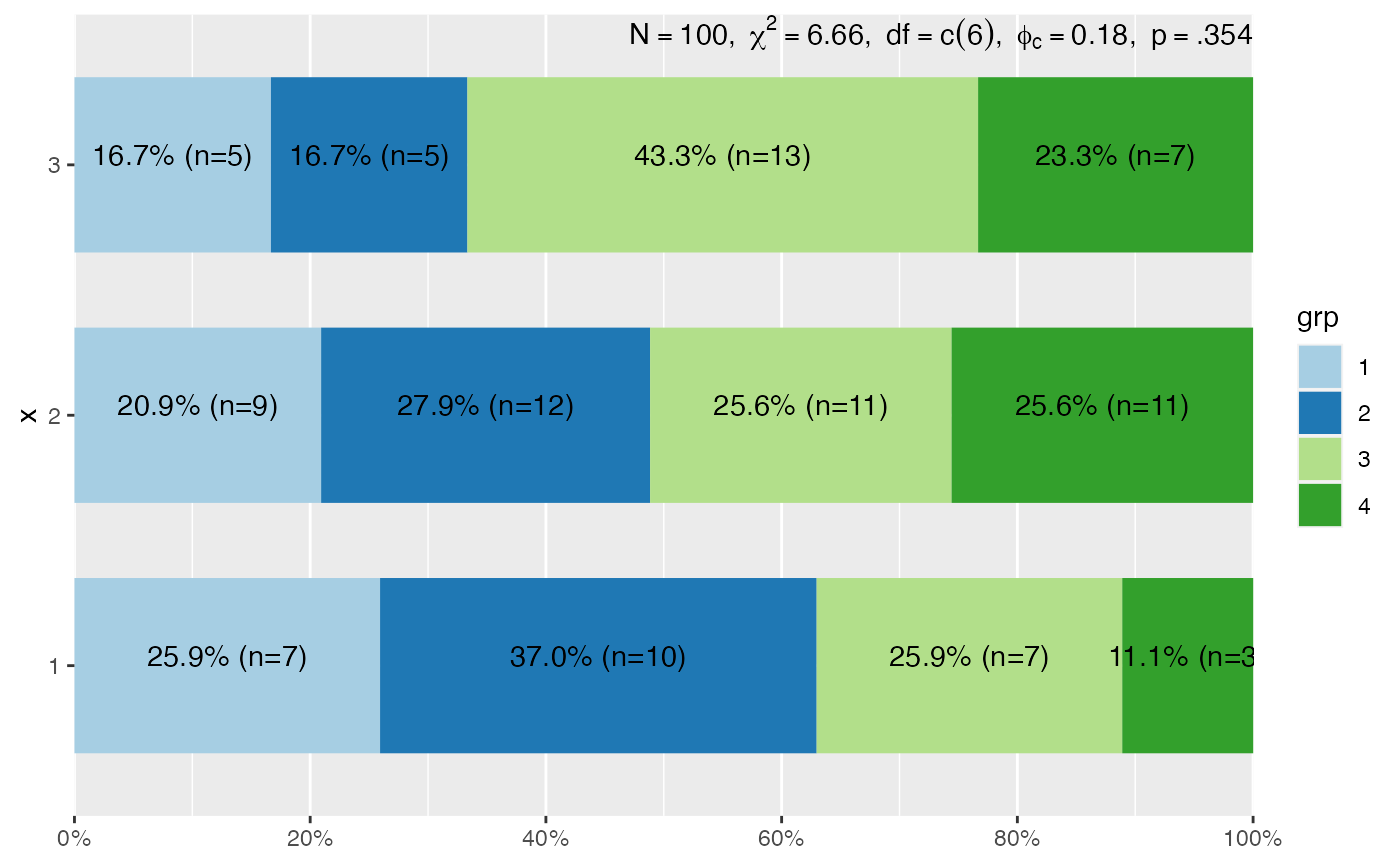 N = 100, χ² = 6.66, df = c(6), ϕc = 0.18, p = .354
3
16.7% (n=5) 16.7% (n=5) 43.3% (n=13) 23.3% (n=7)
grp
1
2
3
4
x
2
20.9% (n=9) 27.9% (n=12) 25.6% (n=11) 25.6% (n=11)
1
25.9% (n=7) 37.0% (n=10) 25.9% (n=7) 11.1% (n=3
0% 20% 40% 60% 80% 100%